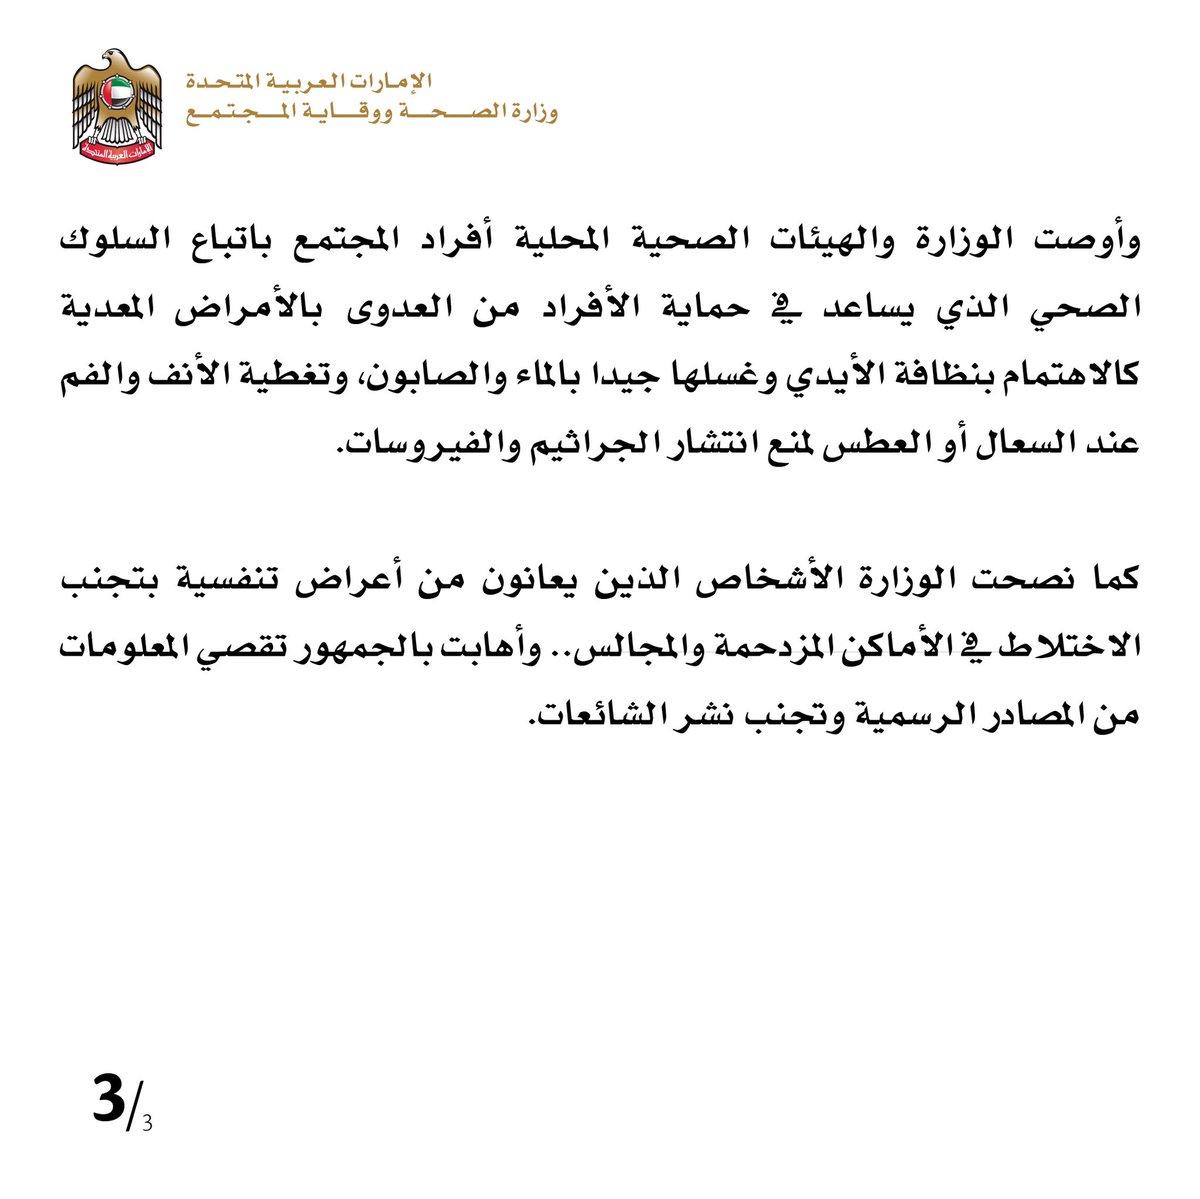 الإمارات العربية المتحدة
وزارة الصحة ووقاية المجتمع
الإمارات العربية المتحدة
وأوصت الوزارة والهيئات الصحية المحلية أفراد المجتمع باتباع السلوك
الصحي الذي يساعد في حماية الأفراد من العدوى بالأمراض المعدية
كالاهتمام بنظافة الأيدي وغسلها جيدا بالماء والصابون، وتغطية الأنف والفم
عند السعال أو العطس لمنع انتشار الجراثيم والفيروسات.
كما نصحت الوزارة الأشخاص الذين يعانون من أعراض تنفسية بتجنب
الاختلاط في الأماكن المزدحمة والمجالس.. وأهابت بالجمهور تقصي المعلومات
من المصادر الرسمية وتجنب نشر الشائعات.
3/3